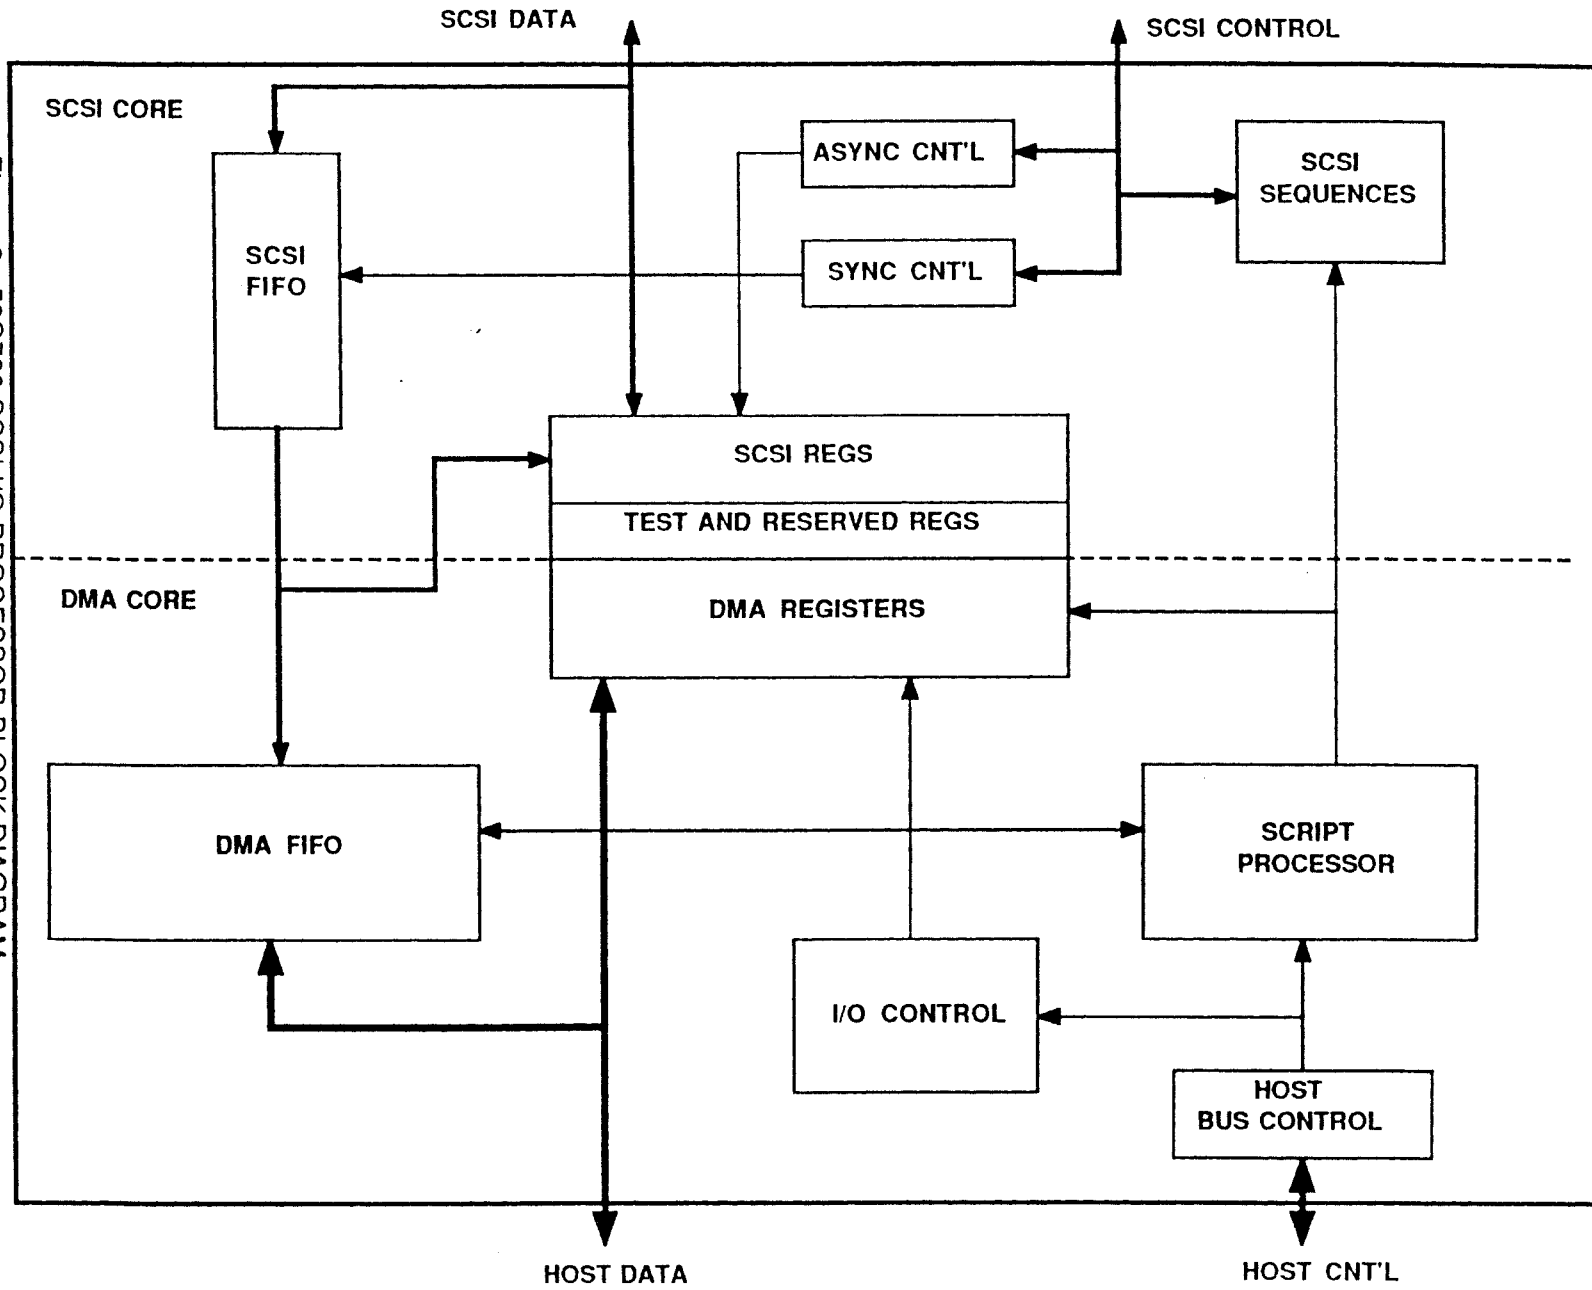 SCSI DATA
SCSI CONTROL
SCSI CORE
ASYNC CNT'L
SCSI
SEQUENCES
SCSI
FIFO
SYNC CNT'L
SCSI REGS
TEST AND RESERVED REGS
DMA CORE
DMA REGISTERS
DMA FIFO
SCRIPT
PROCESSOR
I/O CONTROL
HOST
BUS CONTROL
HOST DATA
HOST CNT'L